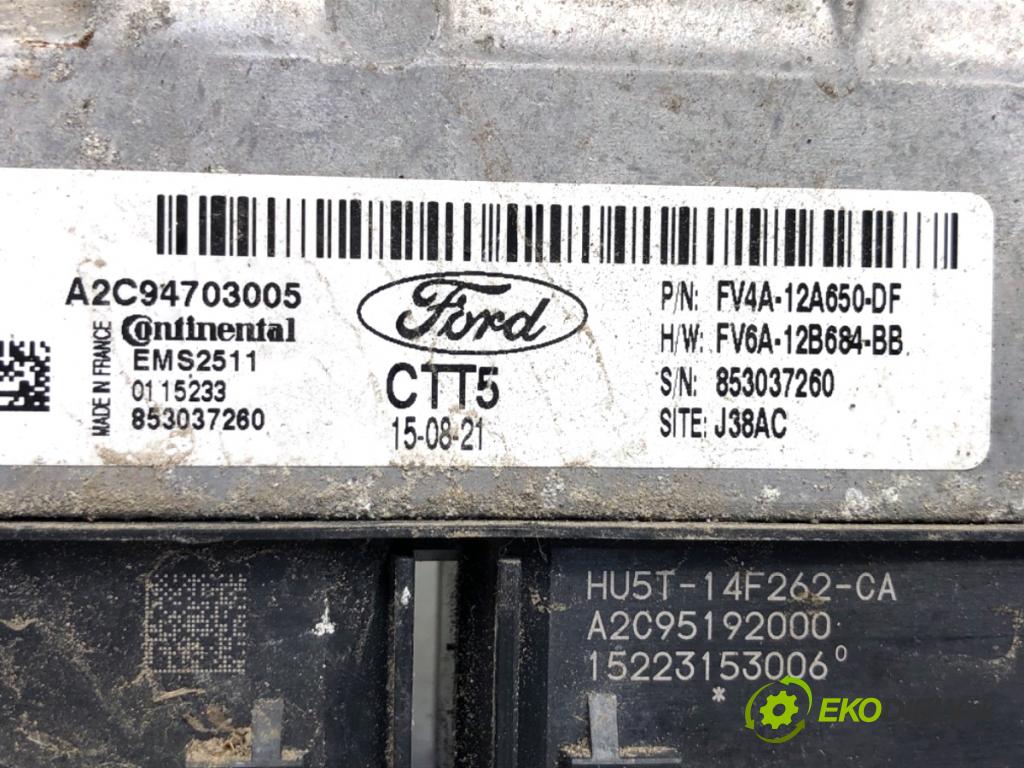 A2C94703005
MADE IN FRANCE
Continental
EMS2511
0115233
853037260
Ford
CTT5
15-08-21
P/N: FV4A-12A650-DF
H/W: FV6A-12B684-BB
S/N: 853037260
SITE: J38AC
HU5T-14F262-CA
A2C95192000
15223153006⁰
*
EKO